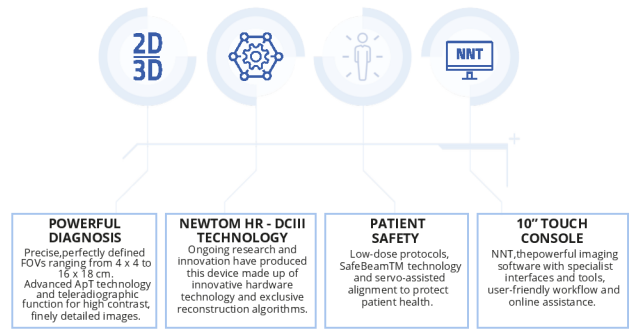 2D
3D
NNT
POWERFUL
DIAGNOSIS
Precise,perfectly defined
FOVs ranging from 4 x 4 to
16 x 18 cm.
Advanced ApT technology
and teleradiographic
function for high contrast,
finely detailed images.
NEWTOM HR - DCIII
TECHNOLOGY
Ongoing research and
innovation have produced
this device made up of
innovative hardware
technology and exclusive
reconstruction algorithms.
PATIENT
SAFETY
Low-dose protocols,
SafeBeamTM technology
and servo-assisted
alignment to protect
patient health.
10” TOUCH
CONSOLE
NNT,thepowerful imaging
software with specialist
interfaces and tools,
user-friendly workflow and
online assistance.